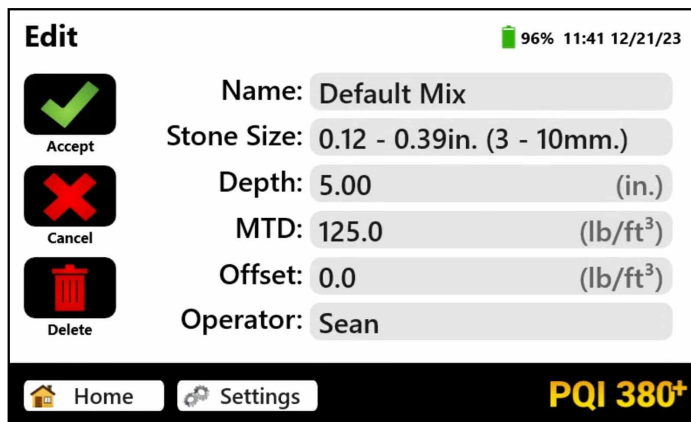 Edit
96% 11:41 12/21/23
Accept
Cancel
Delete
Name: Default Mix
Stone Size: 0.12 - 0.39in. (3 - 10mm.)
Depth: 5.00 (in.)
MTD: 125.0 (lb/ft³)
Offset: 0.0 (lb/ft³)
Operator: Sean
Home
Settings
PQI 380+